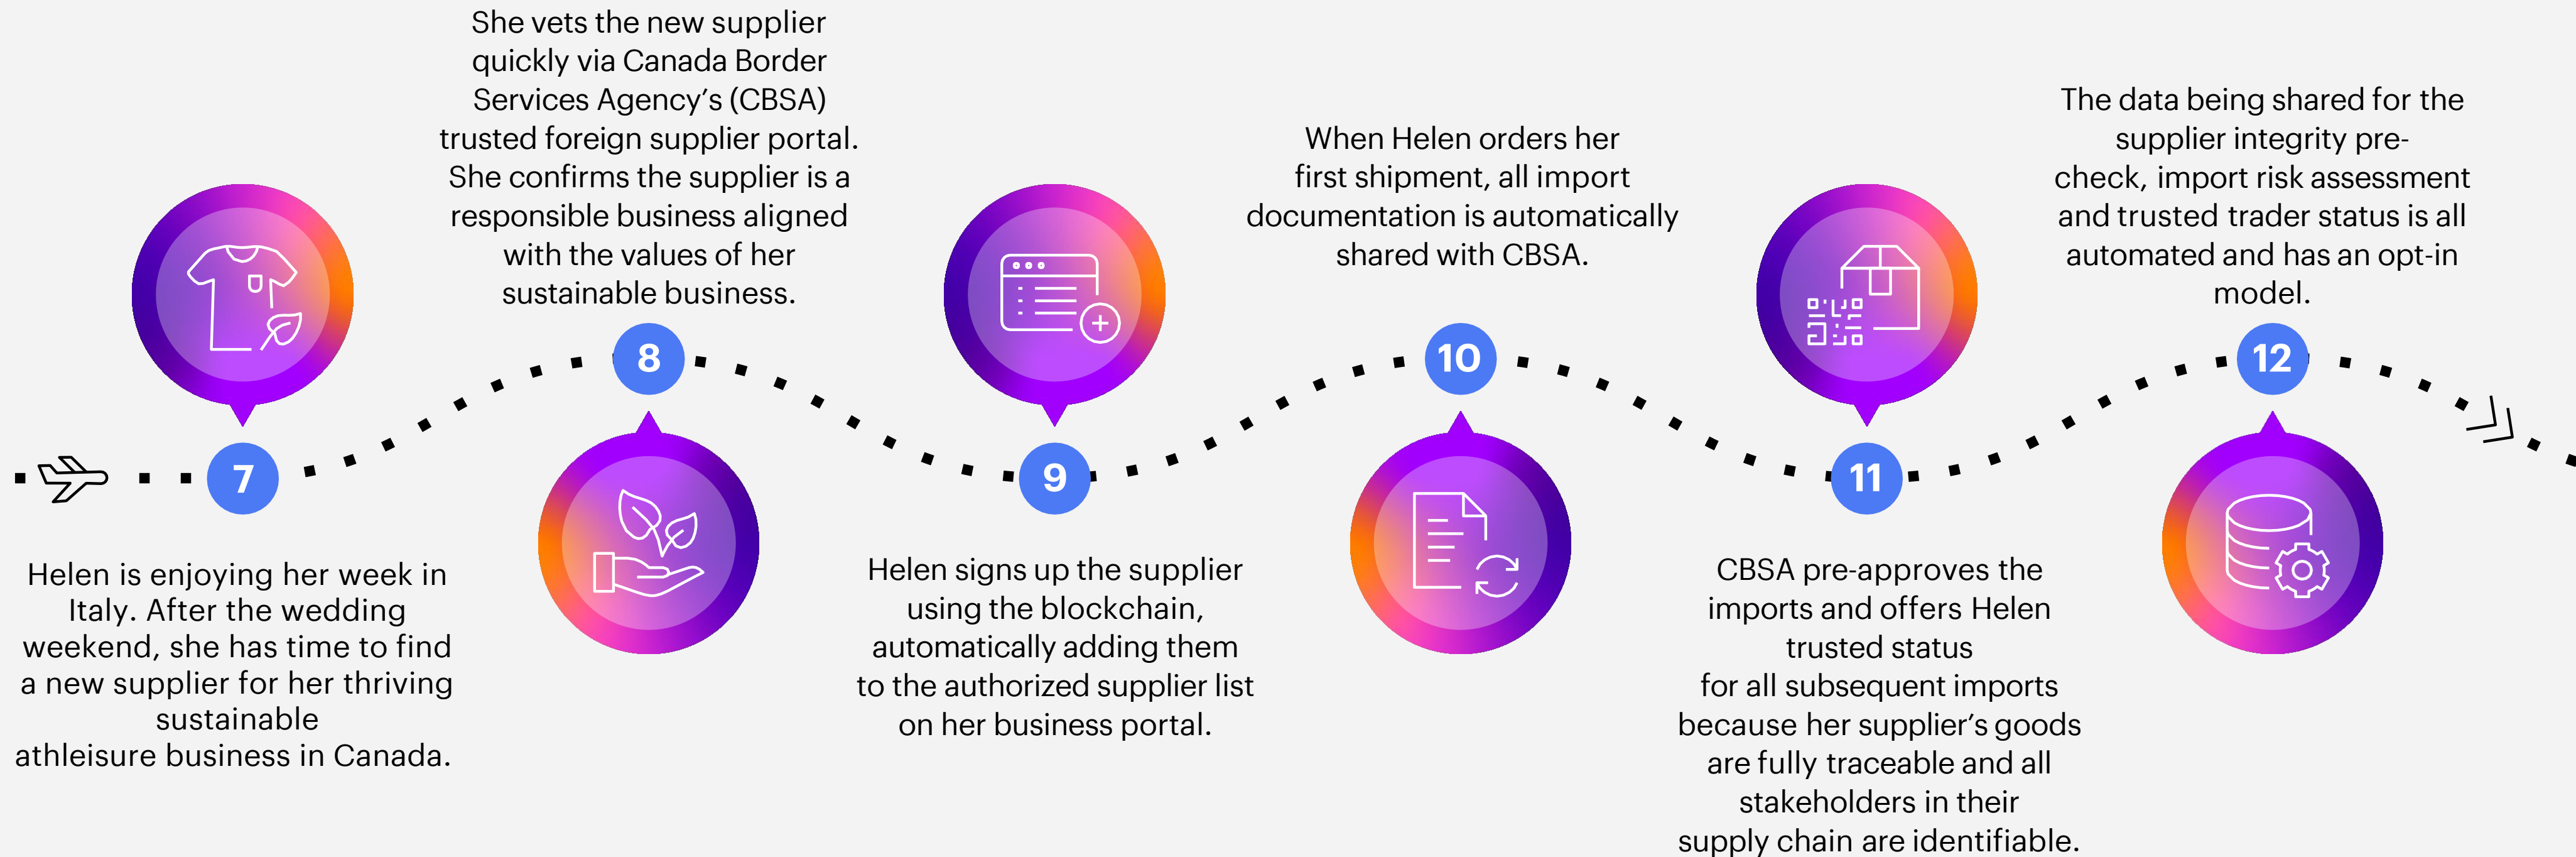 7
Helen is enjoying her week in
Italy. After the wedding
weekend, she has time to find
a new supplier for her thriving
sustainable
athleisure business in Canada.
She vets the new supplier
quickly via Canada Border
Services Agency’s (CBSA)
trusted foreign supplier portal.
She confirms the supplier is a
responsible business aligned
with the values of her
sustainable business.
8
9
Helen signs up the supplier
using the blockchain,
automatically adding them
to the authorized supplier list
on her business portal.
When Helen orders her
first shipment, all import
documentation is automatically
shared with CBSA.
10
11
CBSA pre-approves the
imports and offers Helen
trusted status
for all subsequent imports
because her supplier’s goods
are fully traceable and all
stakeholders in their
supply chain are identifiable.
The data being shared for the
supplier integrity pre-
check, import risk assessment
and trusted trader status is all
automated and has an opt-in
model.
12